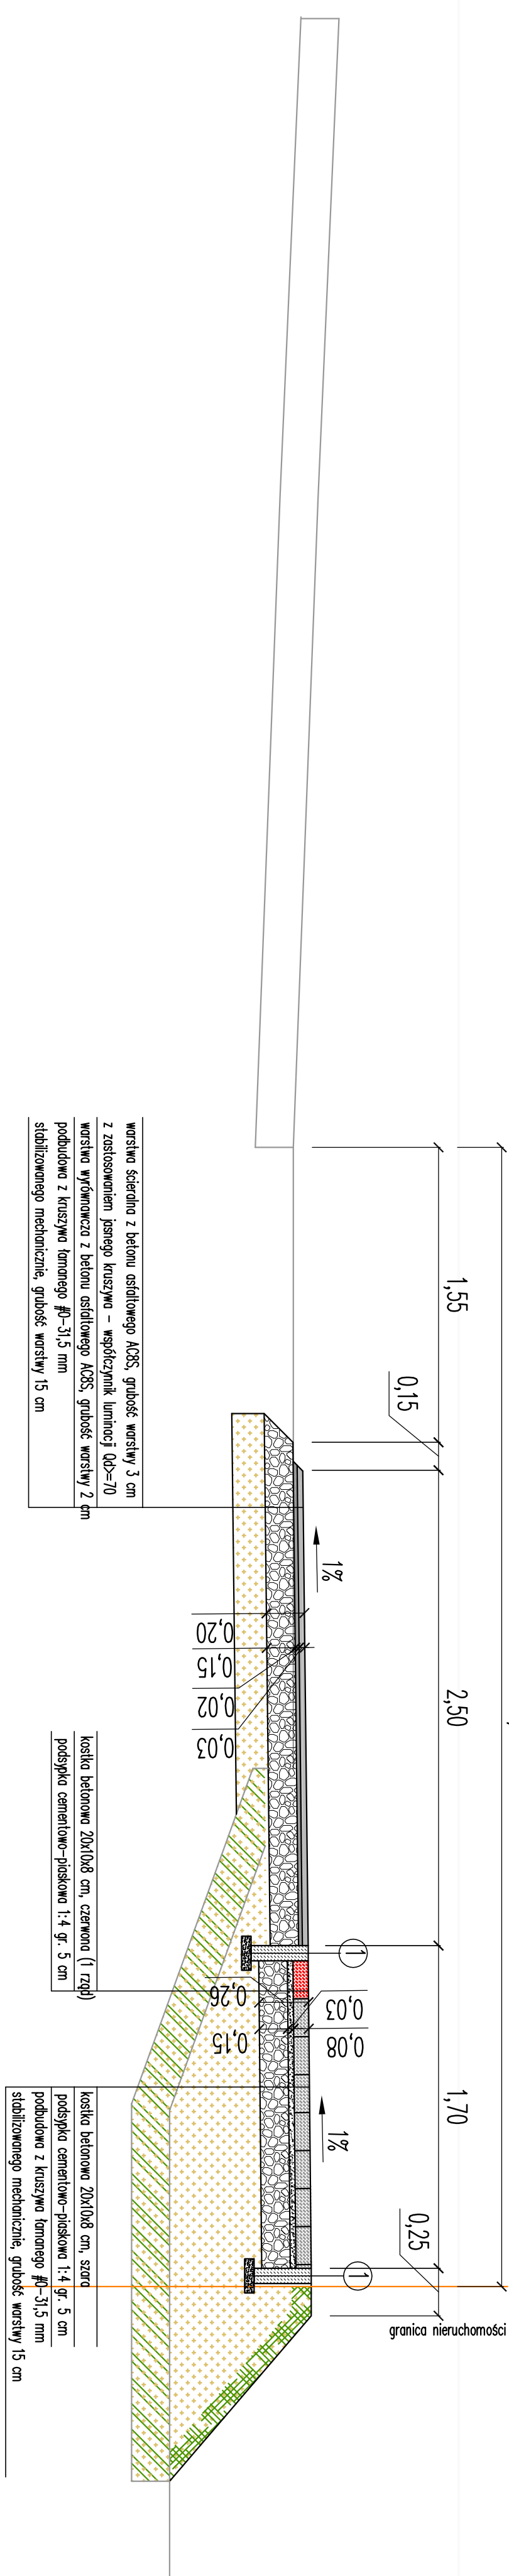 1,55
0,15
2,50
1,70
0,25
granica nieruchomości
1%
0,20
0,15
0,02
0,03
1
0,26
0,15
0,03
0,08
1%
1
warstwa ścieralna z betonu asfaltowego AC8S, grubość warstwy 3 cm
z zastosowaniem jasnego kruszywa – współczynnik luminacji Qd>=70
warstwa wyrównawcza z betonu asfaltowego AC8S, grubość warstwy 2 cm
podbudowa z kruszywa łamanego #0–31,5 mm
stabilizowanego mechanicznie, grubość warstwy 15 cm
kostka betonowa 20x10x8 cm, czerwona (1 rząd)
podsypka cementowo–piaskowa 1:4 gr. 5 cm
kostka betonowa 20x10x8 cm, szara
podsypka cementowo–piaskowa 1:4 gr. 5 cm
podbudowa z kruszywa łamanego #0–31,5 mm
stabilizowanego mechanicznie, grubość warstwy 15 cm